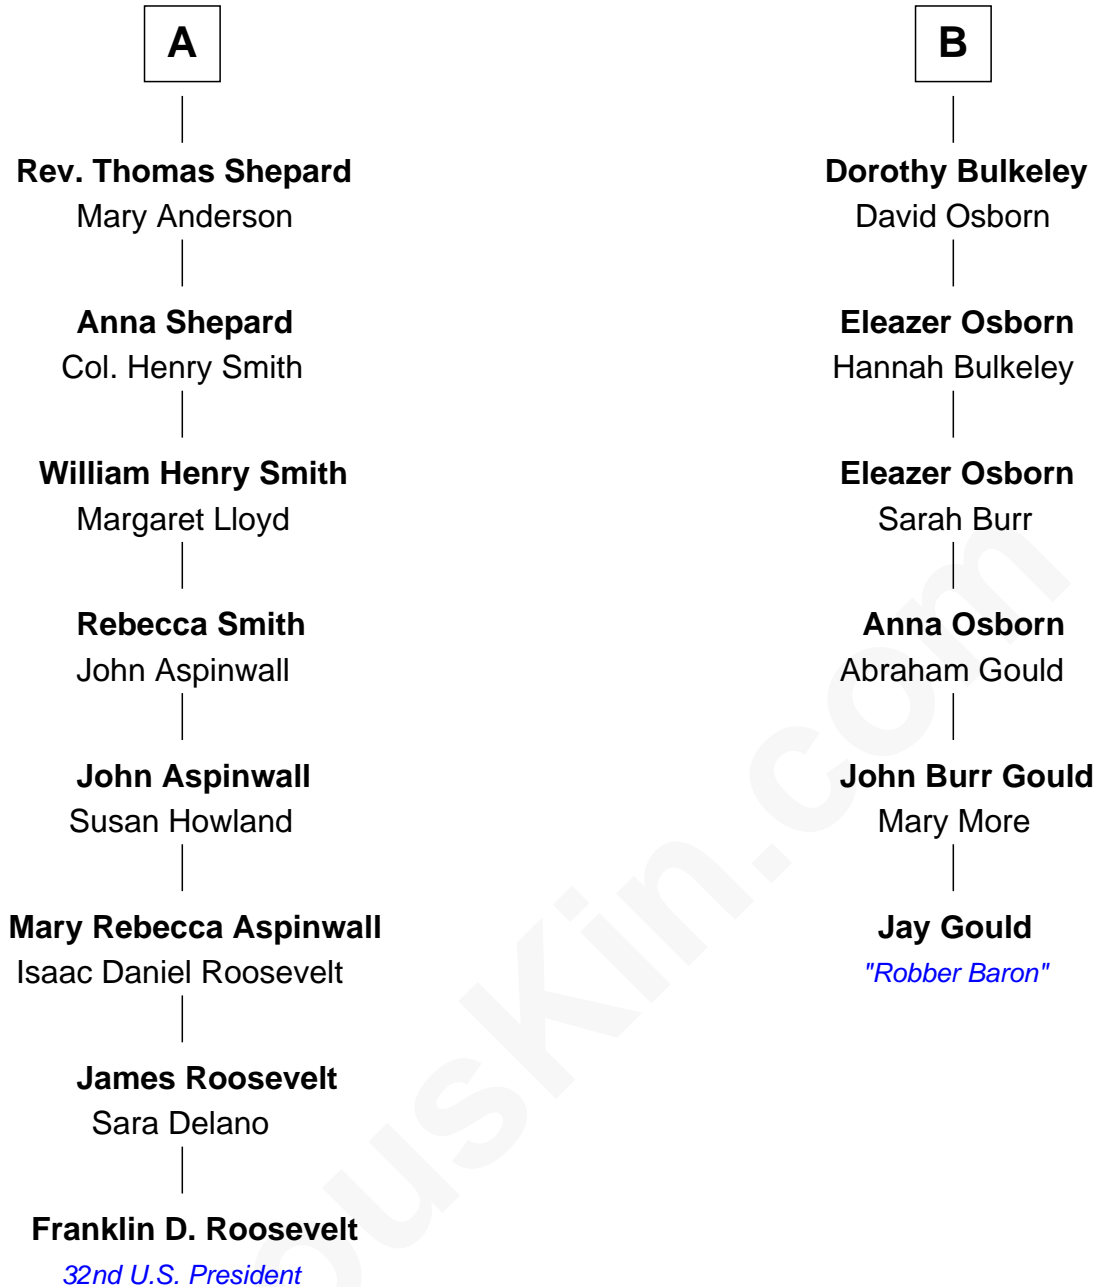 A
Rev. Thomas Shepard
Mary Anderson
Anna Shepard
Col. Henry Smith
William Henry Smith
Margaret Lloyd
Rebecca Smith
John Aspinwall
John Aspinwall
Susan Howland
Mary Rebecca Aspinwall
Isaac Daniel Roosevelt
James Roosevelt
Sara Delano
Franklin D. Roosevelt
32nd U.S. President
B
Dorothy Bulkeley
David Osborn
Eleazer Osborn
Hannah Bulkeley
Eleazer Osborn
Sarah Burr
Anna Osborn
Abraham Gould
John Burr Gould
Mary More
Jay Gould
"Robber Baron"
ousKin.com